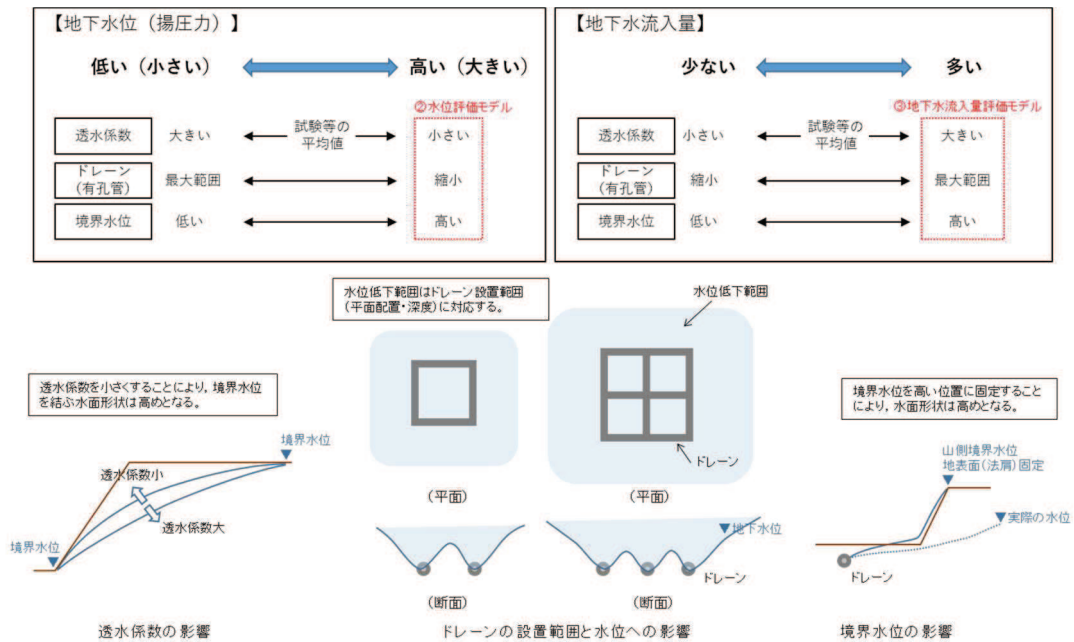 【地下水位（揚圧力）】
低い（小さい） 高い（大きい）
②水位評価モデル
透水係数 大きい 試験等の平均値 小さい
ドレーン（有孔管） 最大範囲 縮小
境界水位 低い 高い
【地下水流入量】
少ない 多い
③地下水流入量評価モデル
透水係数 小さい 試験等の平均値 大きい
ドレーン（有孔管） 縮小 最大範囲
境界水位 低い 高い
透水係数を小さくすることにより，境界水位
を結ぶ水面形状は高めとなる。
境界水位
透水係数小
透水係数大
境界水位
透水係数の影響
水位低下範囲はドレーン設置範囲
（平面配置・深度）に対応する。
水位低下範囲
ドレーン
（平面）
（平面）
地下水位
ドレーン
（断面）
（断面）
ドレーンの設置範囲と水位への影響
境界水位を高い位置に固定すること
により，水面形状は高めとなる。
山側境界水位
地表面（法肩）固定
実際の水位
ドレーン
境界水位の影響